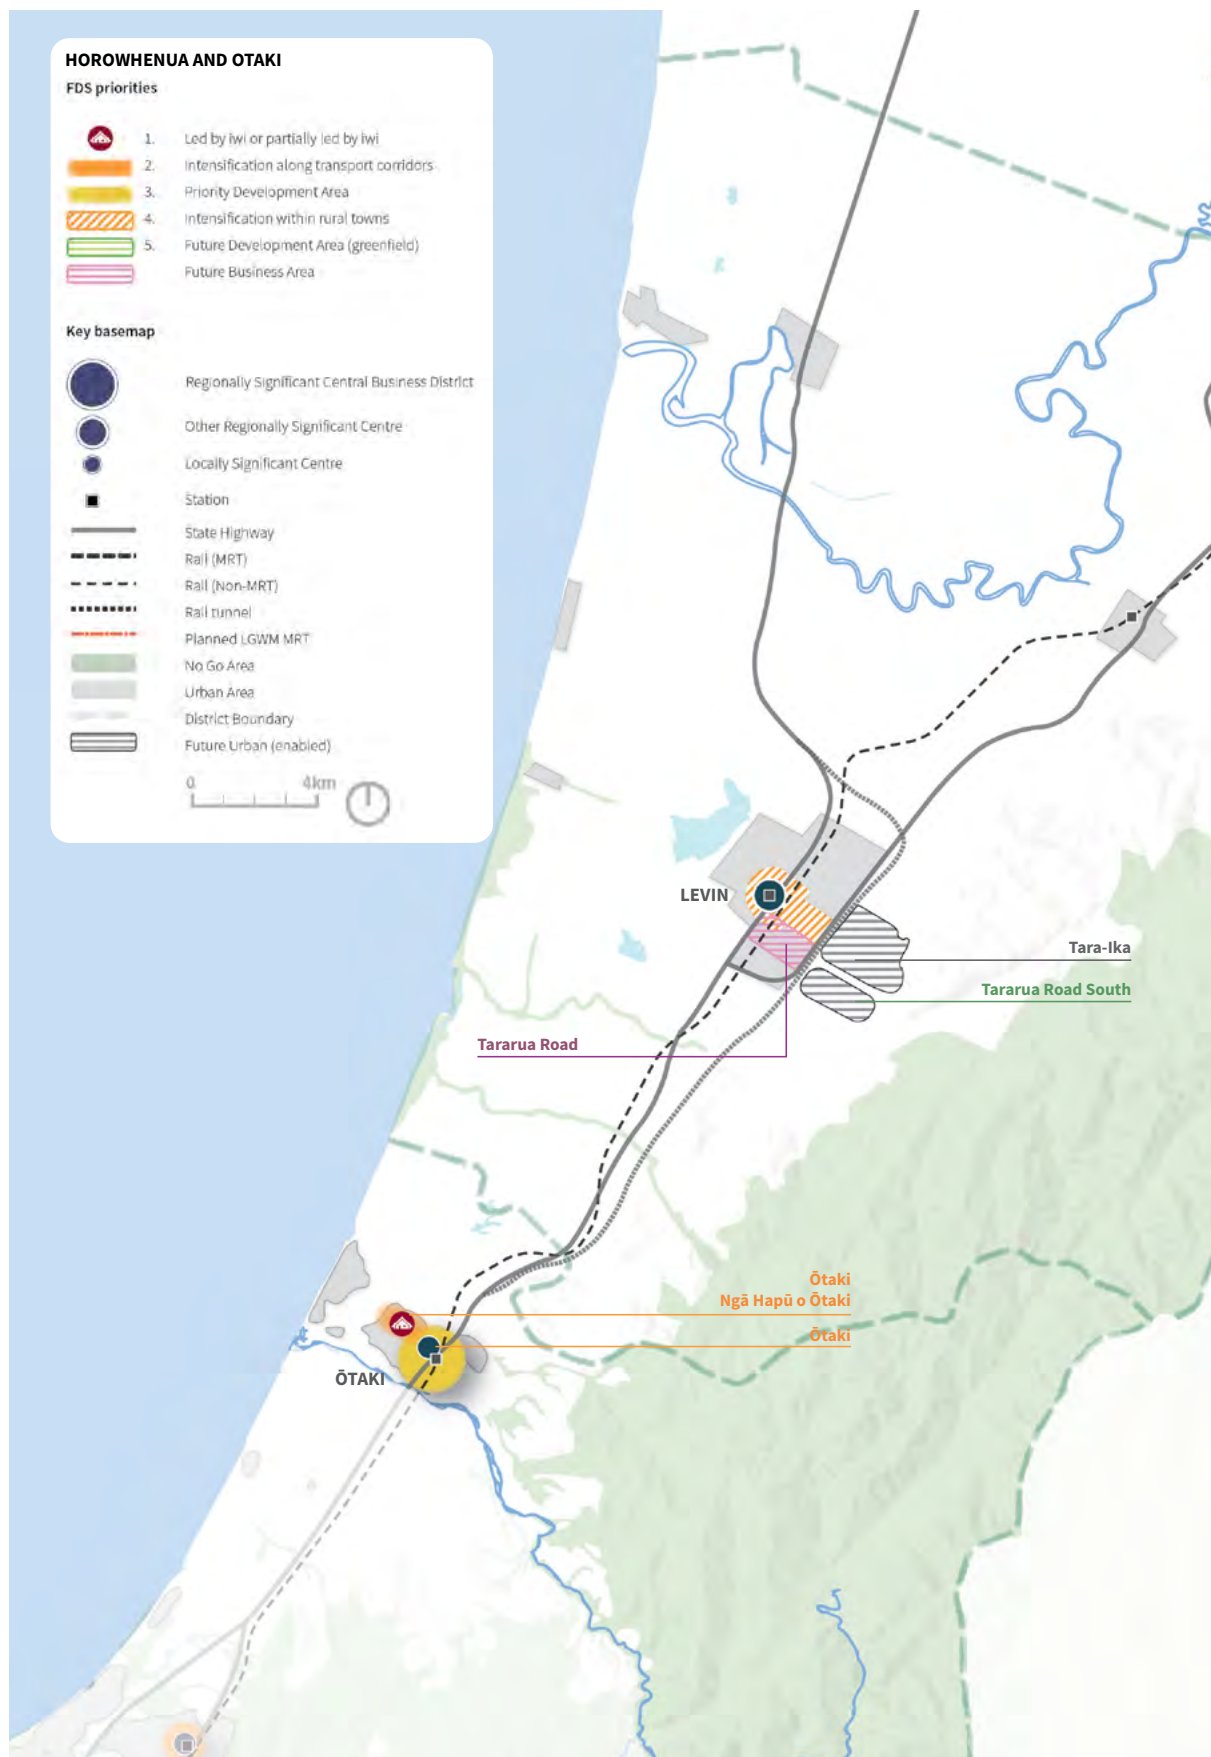 HOROWHENUA AND OTAKI
FDS priorities
1. Led by iwi or partially led by iwi
2. Intensification along transport corridors
3. Priority Development Area
4. Intensification within rural towns
5. Future Development Area (greenfield)
Future Business Area
Key basemap
Regionally Significant Central Business District
Other Regionally Significant Centre
Locally Significant Centre
Station
State Highway
Rail (MRT)
Rail (Non-MRT)
Rail tunnel
Planned LGWM MRT
No Go Area
Urban Area
District Boundary
Future Urban (enabled)
0 4km
LEVIN
Tara-Ika
Tararua Road South
Tararua Road
Ōtaki
Ngā Hapū o Ōtaki
Ōtaki
ŌTAKI